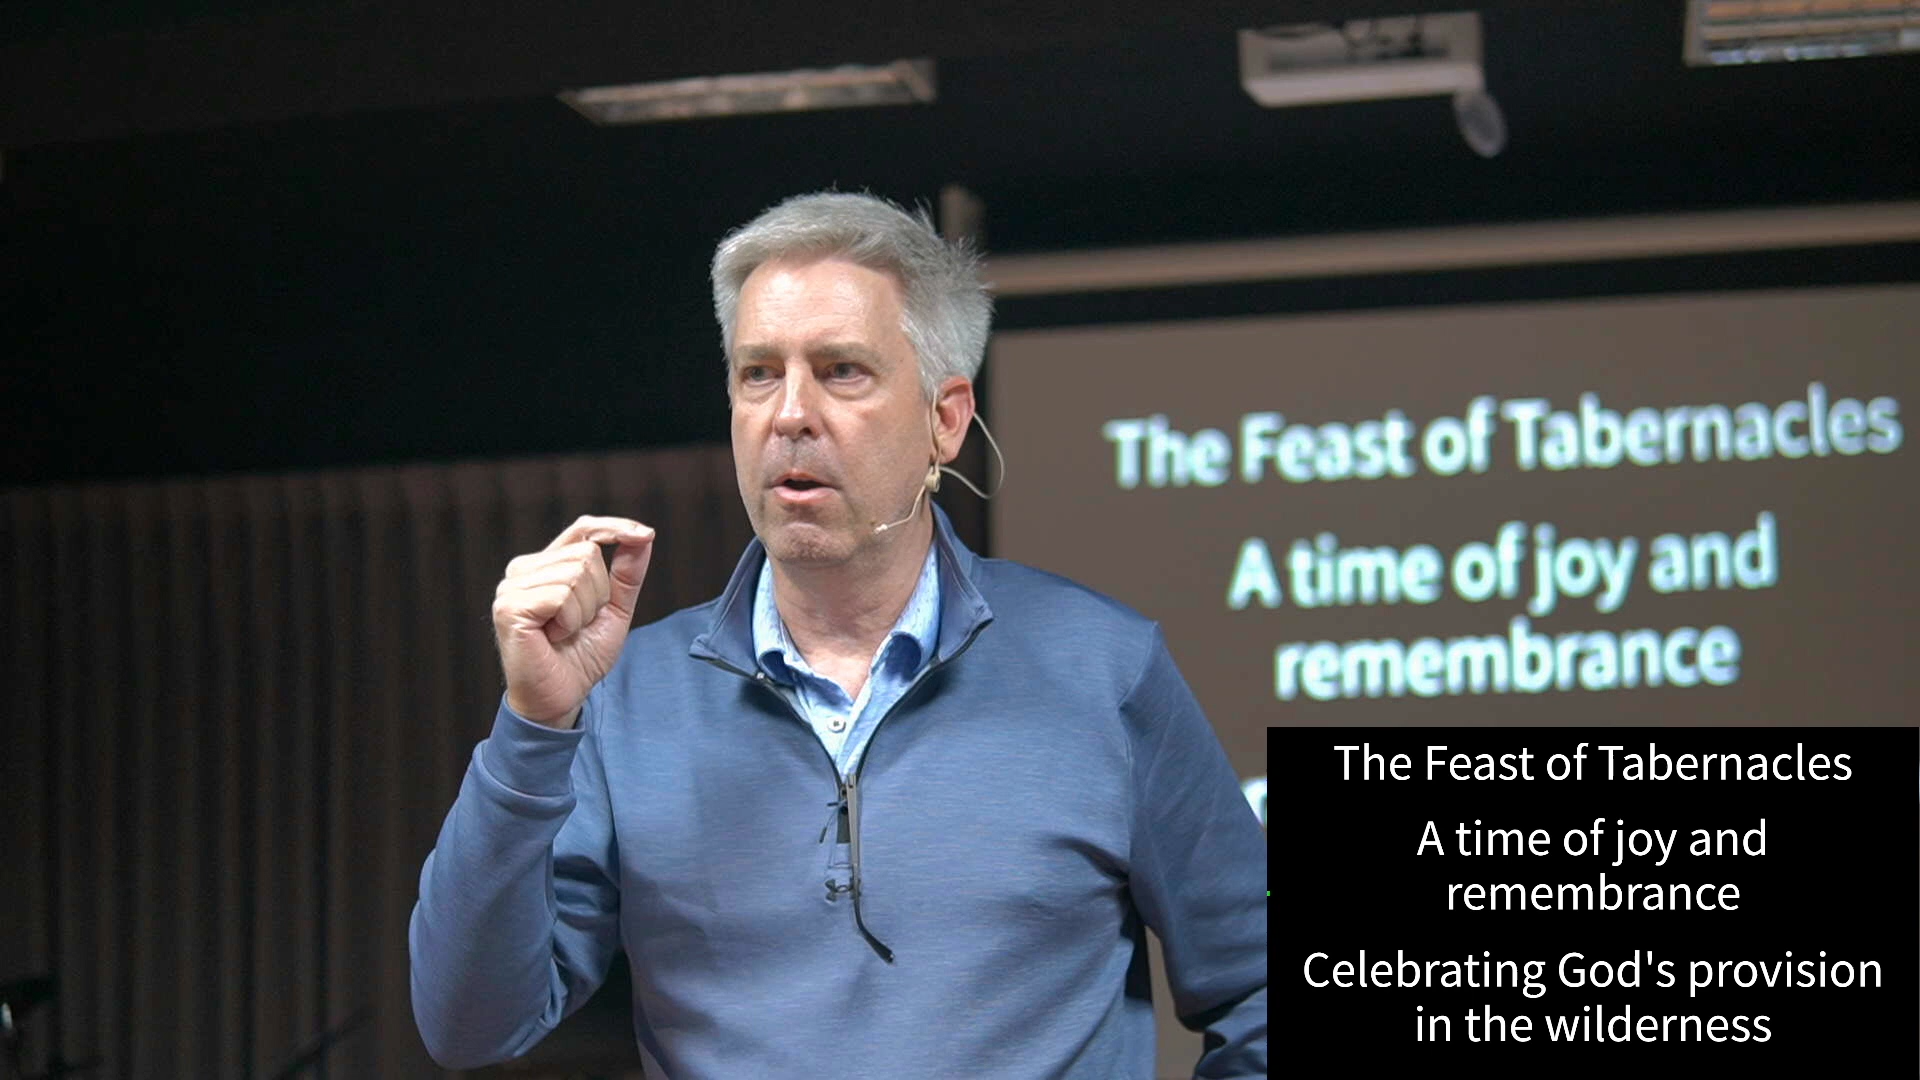 The Feast of Tabernacles
A time of joy and
remembrance
The Feast of Tabernacles
A time of joy and
remembrance
Celebrating God's provision
in the wilderness